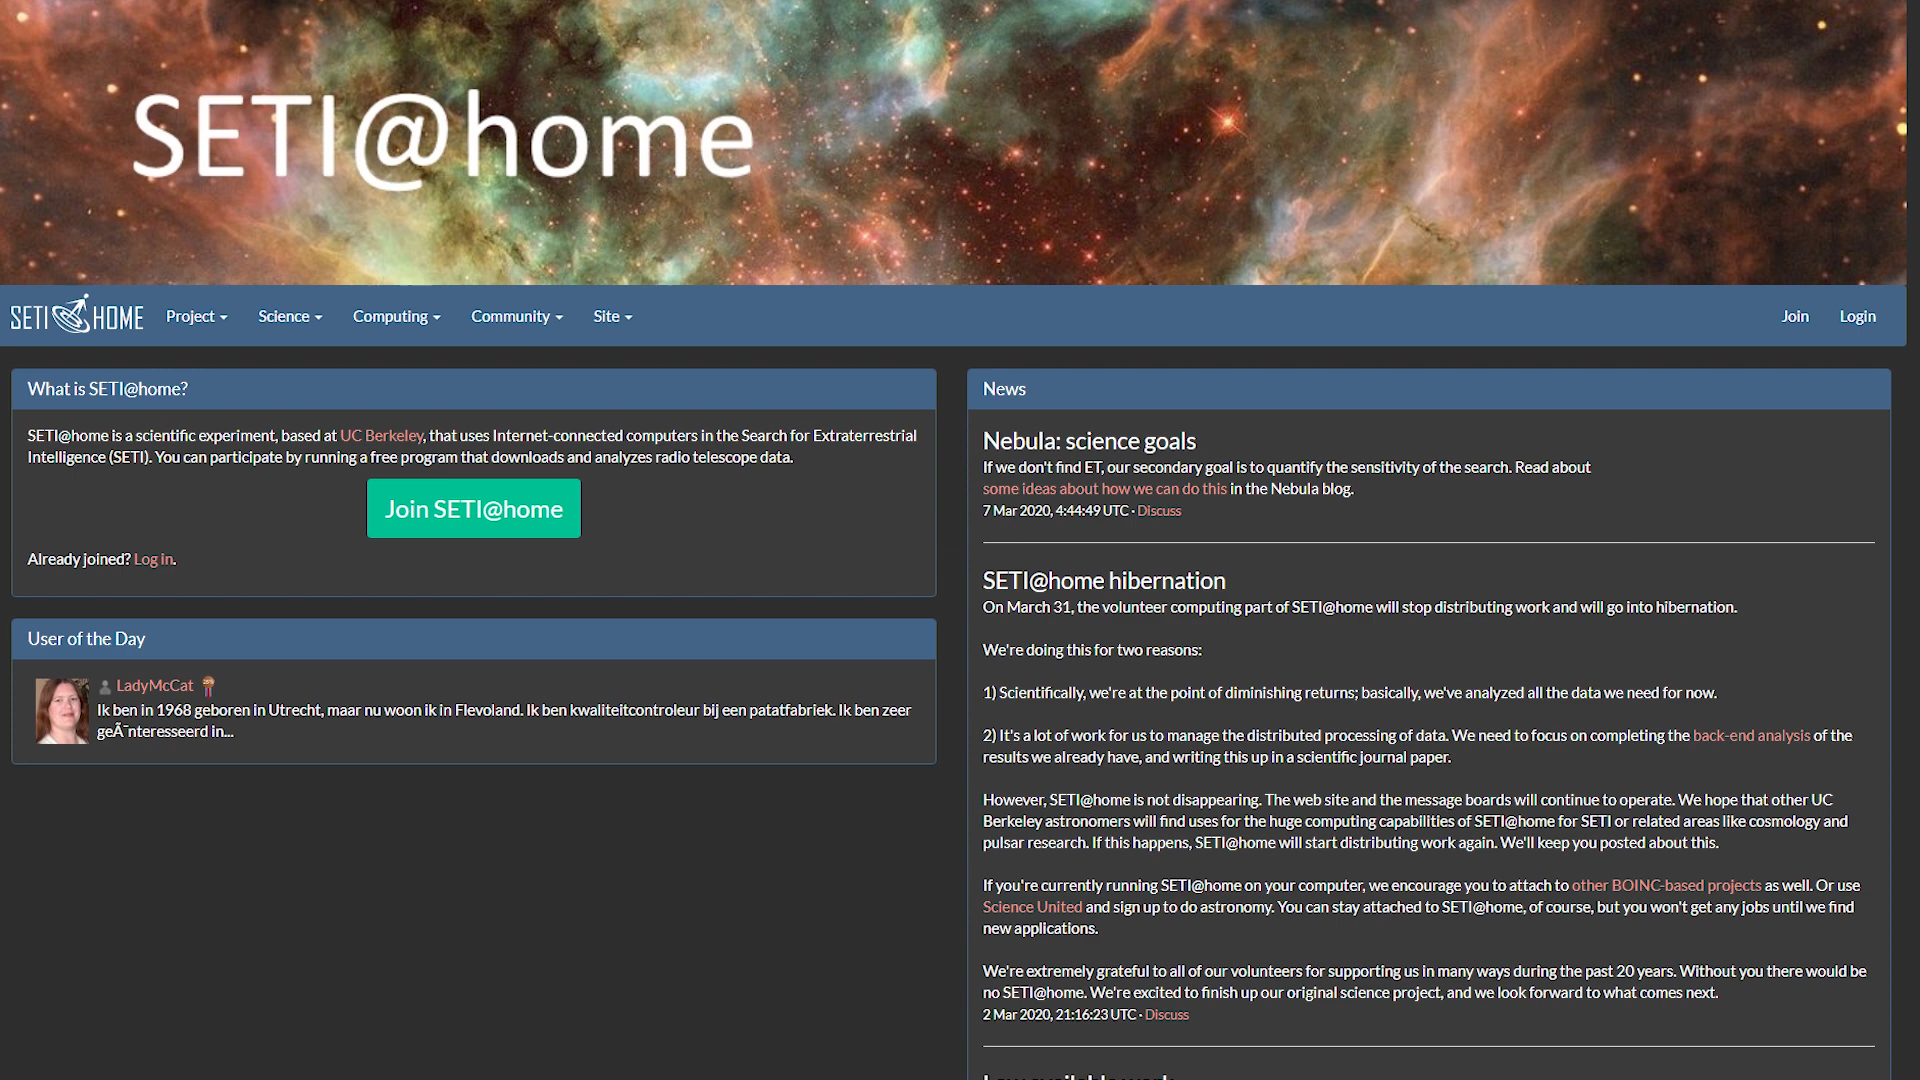 SETI@home
SETI HOME
Project
Science
Computing
Community
Site
Join
Login
What is SETI@home?
SETI@home is a scientific experiment, based at UC Berkeley, that uses Internet-connected computers in the Search for Extraterrestrial
Intelligence (SETI). You can participate by running a free program that downloads and analyzes radio telescope data.
Join SETI@home
Already joined? Log in.
User of the Day
LadyMcCat
Ik ben in 1968 geboren in Utrecht, maar nu woon ik in Flevoland. Ik ben kwaliteitcontroleur bij een patatfabriek. Ik ben zeer
geÃ¯nteresseerd in...
News
Nebula: science goals
If we don't find ET, our secondary goal is to quantify the sensitivity of the search. Read about
some ideas about how we can do this in the Nebula blog.
7 Mar 2020, 4:44:49 UTC · Discuss
SETI@home hibernation
On March 31, the volunteer computing part of SETI@home will stop distributing work and will go into hibernation.
We're doing this for two reasons:
1) Scientifically, we're at the point of diminishing returns; basically, we've analyzed all the data we need for now.
2) It's a lot of work for us to manage the distributed processing of data. We need to focus on completing the back-end analysis of the
results we already have, and writing this up in a scientific journal paper.
However, SETI@home is not disappearing. The web site and the message boards will continue to operate. We hope that other UC
Berkeley astronomers will find uses for the huge computing capabilities of SETI@home for SETI or related areas like cosmology and
pulsar research. If this happens, SETI@home will start distributing work again. We'll keep you posted about this.
If you're currently running SETI@home on your computer, we encourage you to attach to other BOINC-based projects as well. Or use
Science United and sign up to do astronomy. You can stay attached to SETI@home, of course, but you won't get any jobs until we find
new applications.
We're extremely grateful to all of our volunteers for supporting us in many ways during the past 20 years. Without you there would be
no SETI@home. We're excited to finish up our original science project, and we look forward to what comes next.
2 Mar 2020, 21:16:23 UTC · Discuss